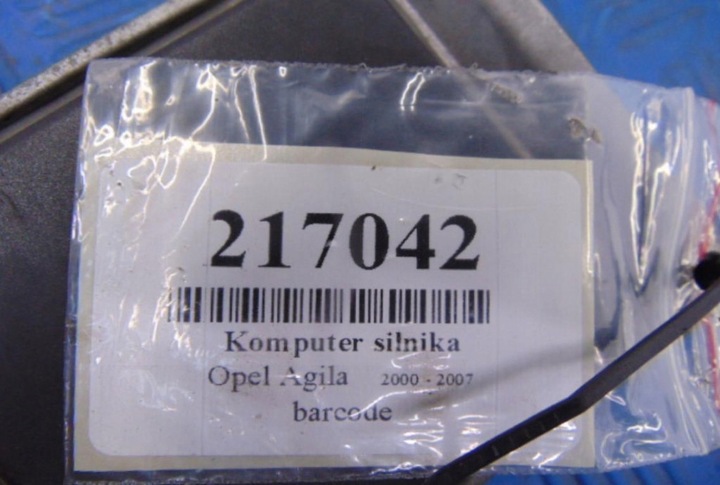 217042
Komputer silnika
Opel Agila 2000 - 2007
barcode